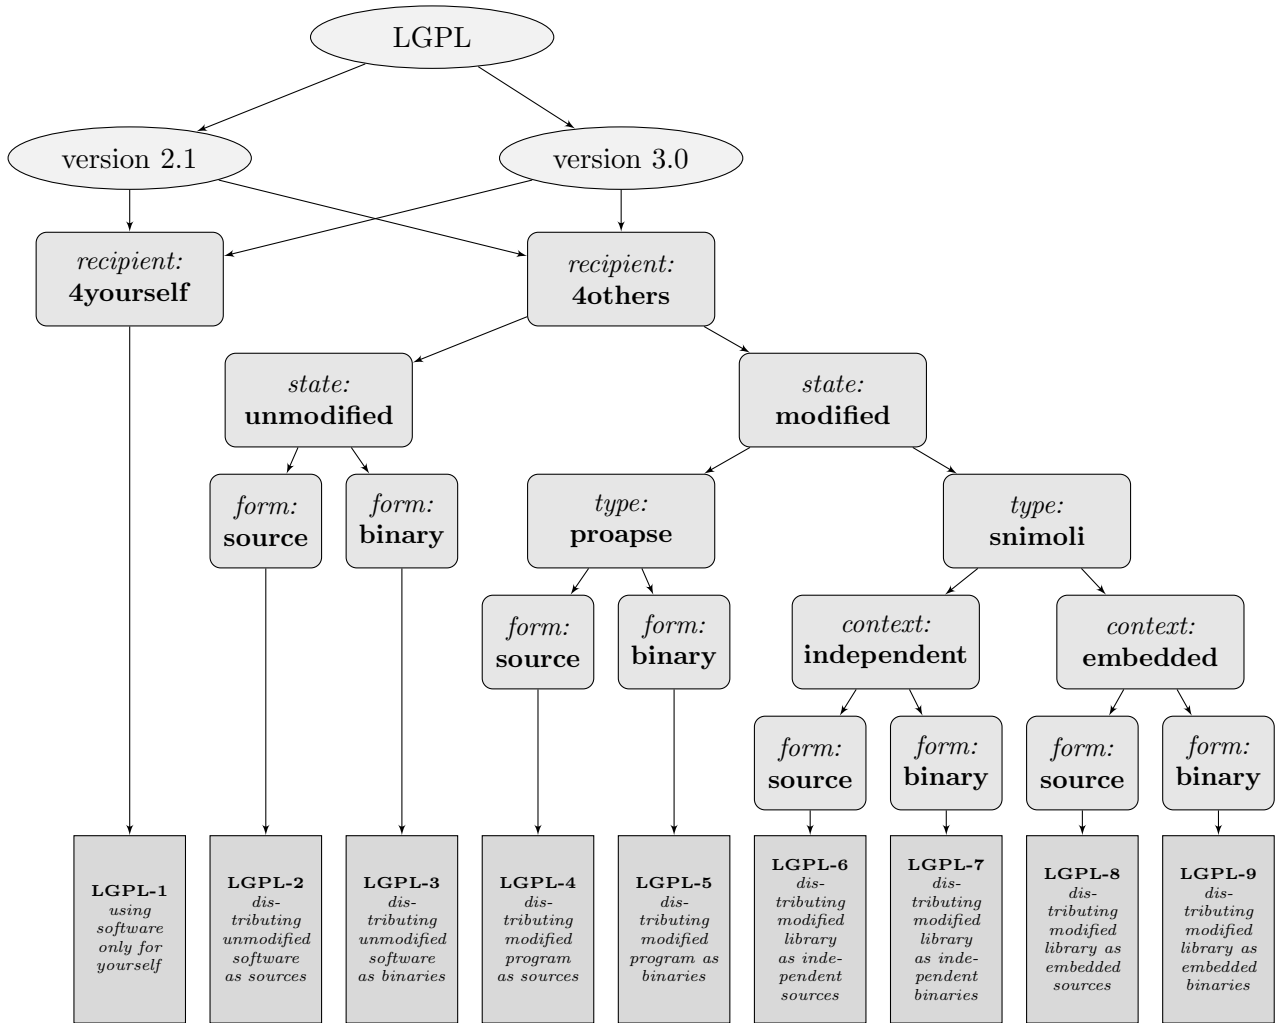 LGPL
version 2.1
version 3.0
recipient:
4yourself
recipient:
4others
state:
unmodified
state:
modified
form:
source
form:
binary
type:
proapse
type:
snimoli
form:
source
form:
binary
context:
independent
context:
embedded
form:
source
form:
binary
form:
source
form:
binary
LGPL-1
using
software
only for
yourself
LGPL-2
dis-
tributing
unmodified
software
as sources
LGPL-3
dis-
tributing
unmodified
software
as binaries
LGPL-4
dis-
tributing
modified
program
as sources
LGPL-5
dis-
tributing
modified
program as
binaries
LGPL-6
dis-
tributing
modified
library
as inde-
pendent
sources
LGPL-7
dis-
tributing
modified
library
as inde-
pendent
binaries
LGPL-8
dis-
tributing
modified
library as
embedded
sources
LGPL-9
dis-
tributing
modified
library as
embedded
binaries